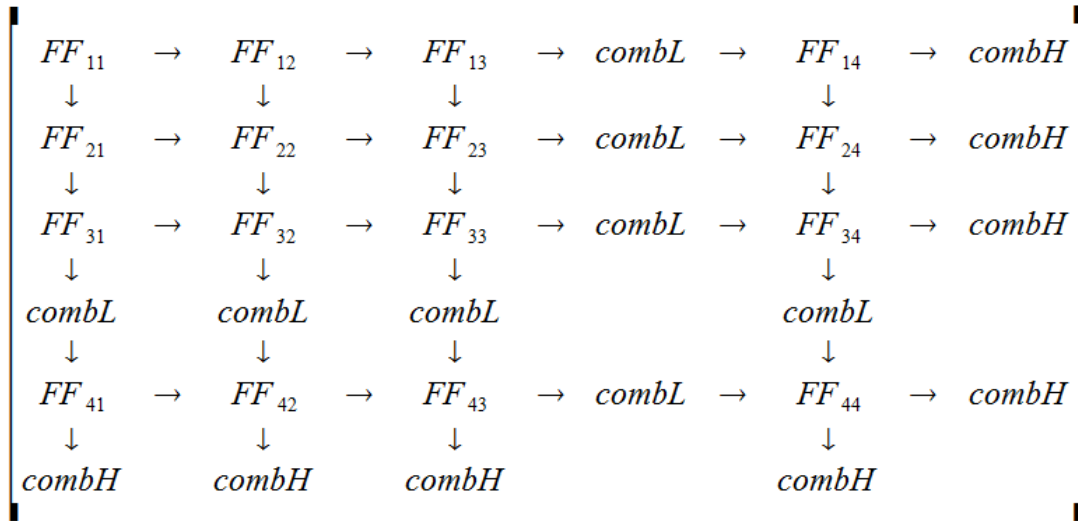 FF₁₁ → FF₁₂ → FF₁₃ → combL → FF₁₄ → combH
↓ ↓ ↓ ↓
FF₂₁ → FF₂₂ → FF₂₃ → combL → FF₂₄ → combH
↓ ↓ ↓ ↓
FF₃₁ → FF₃₂ → FF₃₃ → combL → FF₃₄ → combH
↓ ↓ ↓ ↓
combL combL combL combL
↓ ↓ ↓ ↓
FF₄₁ → FF₄₂ → FF₄₃ → combL → FF₄₄ → combH
↓ ↓ ↓ ↓
combH combH combH combH